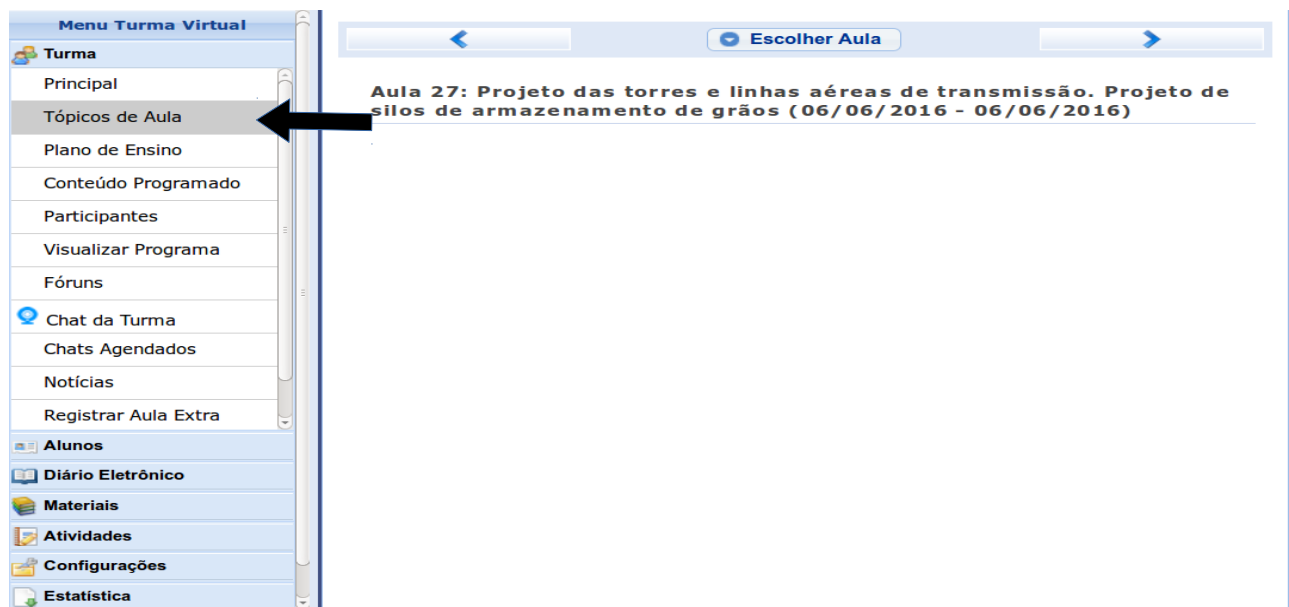 Menu Turma Virtual
Turma
Principal
Tópicos de Aula
Plano de Ensino
Conteúdo Programado
Participantes
Visualizar Programa
Fóruns
Chat da Turma
Chats Agendados
Notícias
Registrar Aula Extra
Alunos
Diário Eletrônico
Materiais
Atividades
Configurações
Estatística
Escolher Aula
Aula 27: Projeto das torres e linhas aéreas de transmissão. Projeto de
silos de armazenamento de grãos (06/06/2016 - 06/06/2016)